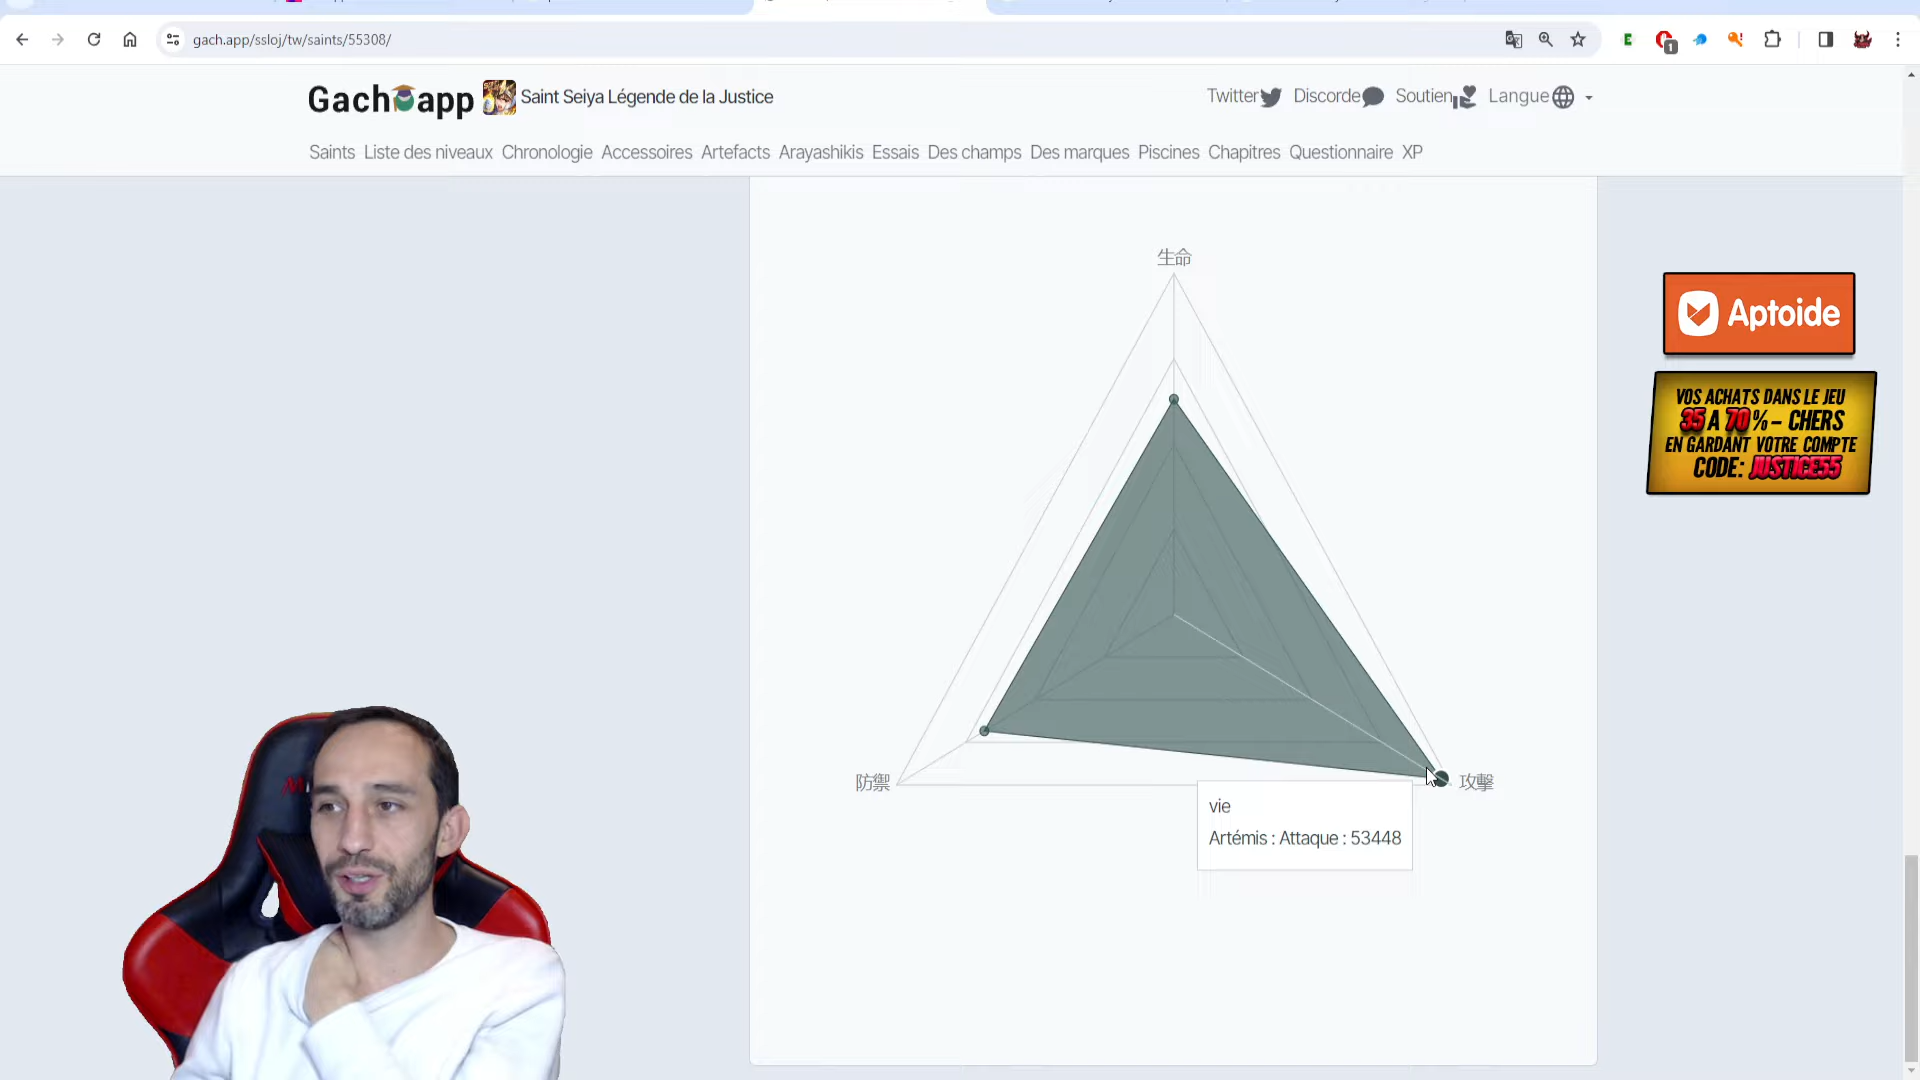 gach.app/ssloj/tw/saints/55308/
E
1
Gach app Saint Seiya Légende de la Justice
Twitter Discorde Soutien Langue
Saints Liste des niveaux Chronologie Accessoires Artefacts Arayashikis Essais Des champs Des marques Piscines Chapitres Questionnaire XP
生命
防禦
攻擊
vie
Artémis : Attaque : 53448
Aptoide
VOS ACHATS DANS LE JEU
35 A 70 % – CHERS
EN GARDANT VOTRE COMPTE
CODE: JUSTICE55